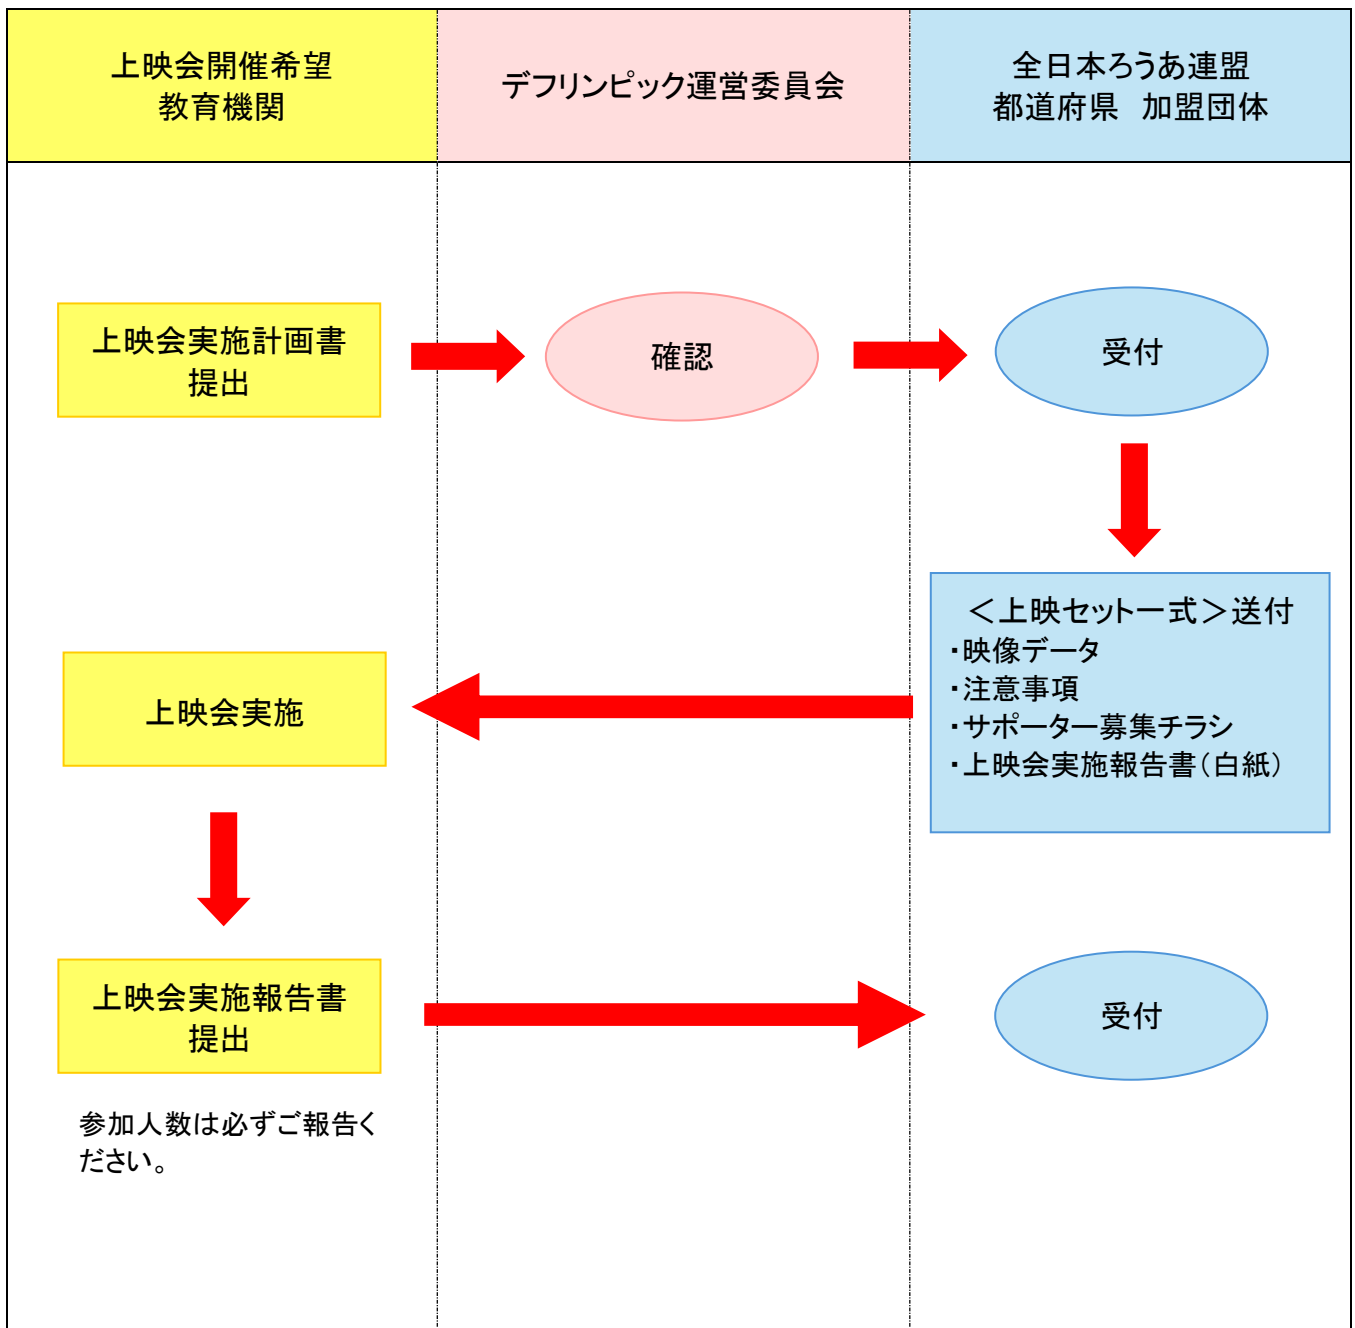 上映会開催希望
教育機関
デフリンピック運営委員会
全日本ろうあ連盟
都道府県　加盟団体
上映会実施計画書
提出
確認
受付
＜上映セット一式＞送付
・映像データ
・注意事項
・サポーター募集チラシ
・上映会実施報告書（白紙）
上映会実施
上映会実施報告書
提出
受付
参加人数は必ずご報告く
ださい。